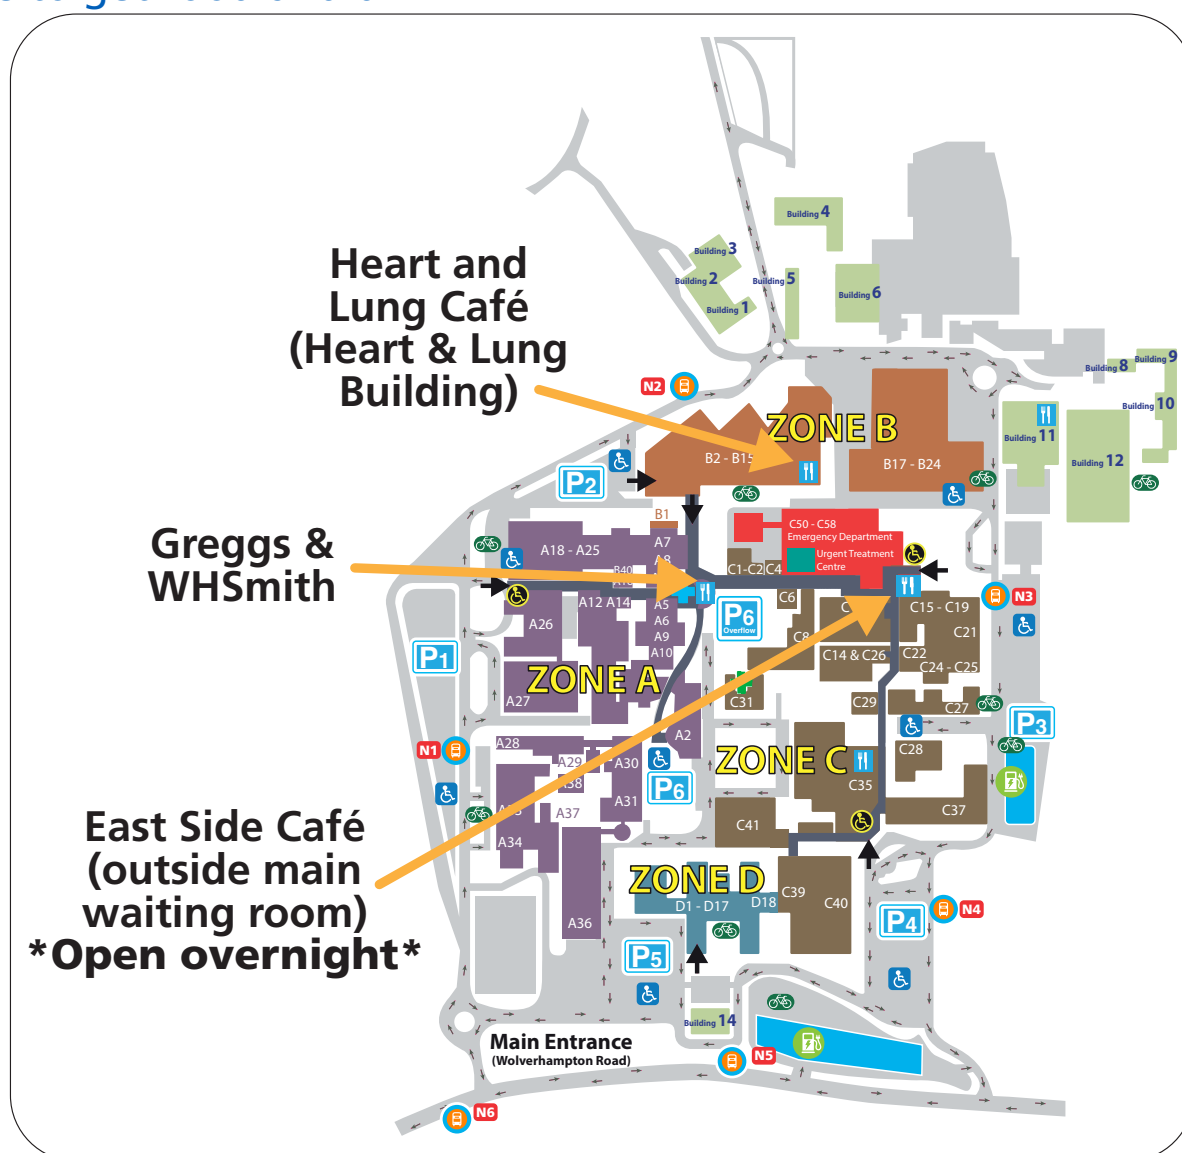 Building 4
Building 3
Building 2
Building 5
Building 6
Building 1
Heart and
Lung Café
(Heart & Lung
Building)
Building 9
Building 8
Building 10
Building 11
Building 12
N2
ZONE B
B2 - B15
B17 - B24
P2
B1
C50 - C58
Emergency Department
Urgent Treatment
Centre
Greggs &
WHSmith
A18 - A25
A7
A8
B40
C1-C2
C4
A12
A14
A5
A6
A9
A10
P6
Overflow
C6
C8
C15 - C19
C21
N3
A26
P1
ZONE A
C14 & C26
C22
C24 - C25
A27
C31
C29
C27
P3
A2
N1
A28
A29
A30
A38
P6
ZONE C
C28
C35
A31
A37
C37
East Side Café
(outside main
waiting room)
*Open overnight*
A34
C41
ZONE D
D1 - D17
D18
C39
C40
A36
P4
N4
P5
Building 14
Main Entrance
(Wolverhampton Road)
N5
N6